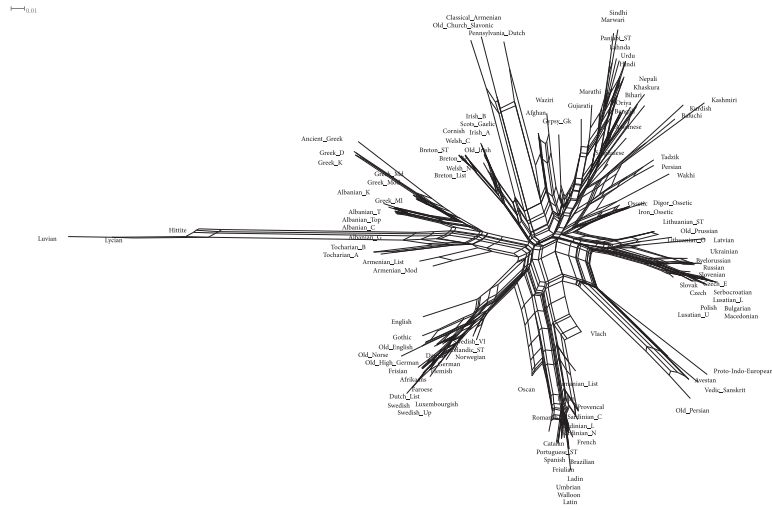 0.01
Sindhi
Marwari
Classical_Armenian
Old_Church_Slavonic
Pennsylvania_Dutch
Lahnda
Urdu
Hindi
Nepali
Khaskura
Marathi
Bihari
Oriya
Waziri
Gujarati
Kashmiri
Kurdish
Baluchi
Afghan
Gypsy_Gk
Irish_B
Scots_Gaelic
Cornish
Irish_A
Welsh_C
Breton_ST
Old_Irish
Breton_List
Ancient_Greek
Greek_D
Greek_K
Albanian_K
Greek_Ml
Albanian_T
Albanian_Top
Albanian_C
Albanian_G
Tadzik
Persian
Wakhi
Ossetic
Digor_Ossetic
Iron_Ossetic
Lithuanian_ST
Old_Prussian
Lithuanian_O
Latvian
Hittite
Luvian
Lycian
Tocharian_B
Tocharian_A
Armenian_List
Armenian_Mod
Ukrainian
Byelorussian
Russian
Slovenian
Czech_E
Slovak
Czech
Serbocroatian
Lusatian_L
Polish
Bulgarian
Lusatian_U
Macedonian
English
Gothic
Old_English
Old_Norse
Old_High_German
Norwegian
Frisian
Afrikaans
Faroese
Dutch_List
Swedish
Luxembourgish
Swedish_Up
Vlach
Proto-Indo-European
Avestan
Vedic_Sanskrit
Old_Persian
Oscan
Provencal
Sardinian_C
French
Catalan
Portuguese_ST
Spanish
Brazilian
Friulian
Ladin
Umbrian
Walloon
Latin